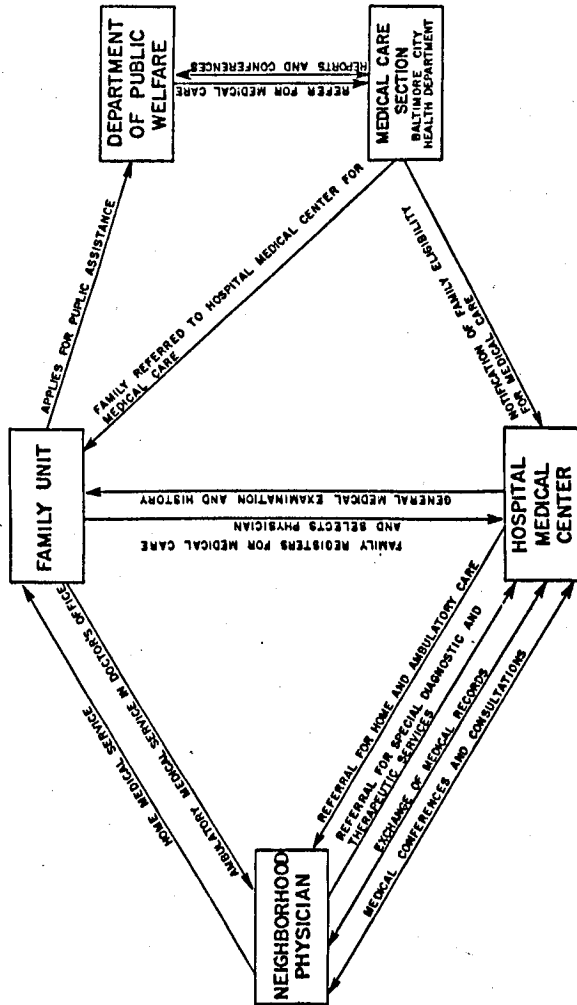 DEPARTMENT
OF PUBLIC
WELFARE
REFER FOR MEDICAL CARE
REPORTS AND CONFERENCES
MEDICAL CARE
SECTION
BALTIMORE CITY
HEALTH DEPARTMENT
APPLIES FOR PUPLIC ASSISTANCE
FAMILY REFERRED TO HOSPITAL MEDICAL CENTER FOR
MEDICAL CARE
NOTIFICATION OF FAMILY ELIGIBILITY
FOR MEDICAL CARE
FAMILY UNIT
GENERAL MEDICAL EXAMINATION AND HISTORY
FAMILY REGISTERS FOR MEDICAL CARE
AND SELECTS PHYSICIAN
HOSPITAL
MEDICAL
CENTER
HOME MEDICAL SERVICE
AMBULATORY MEDICAL SERVICE IN DOCTOR'S OFFICE
REFERRAL FOR HOME AND AMBULATORY CARE
REFERRAL FOR SPECIAL DIAGNOSTIC AND
THERAPEUTIC SERVICES
EXCHANGE OF MEDICAL RECORDS
MEDICAL CONFERENCES AND CONSULTATIONS
NEIGHBORHOOD
PHYSICIAN